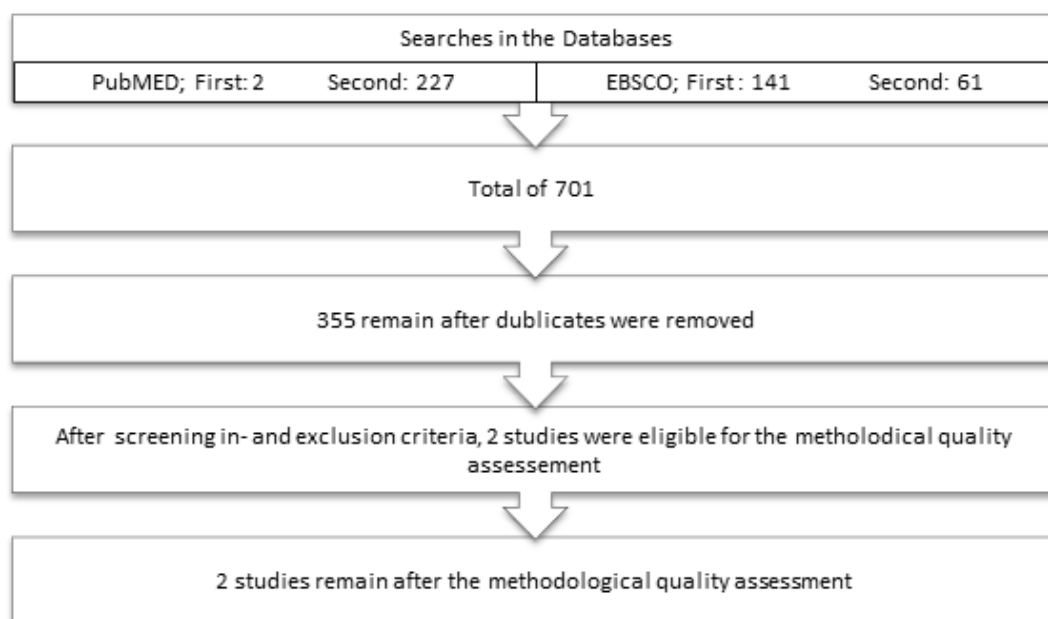 Searches in the Databases
PubMED; First: 2 Second: 227 EBSCO; First: 141 Second: 61
Total of 701
355 remain after dublicates were removed
After screening in- and exclusion criteria, 2 studies were eligible for the metholodical quality
assessement
2 studies remain after the methodological quality assessment